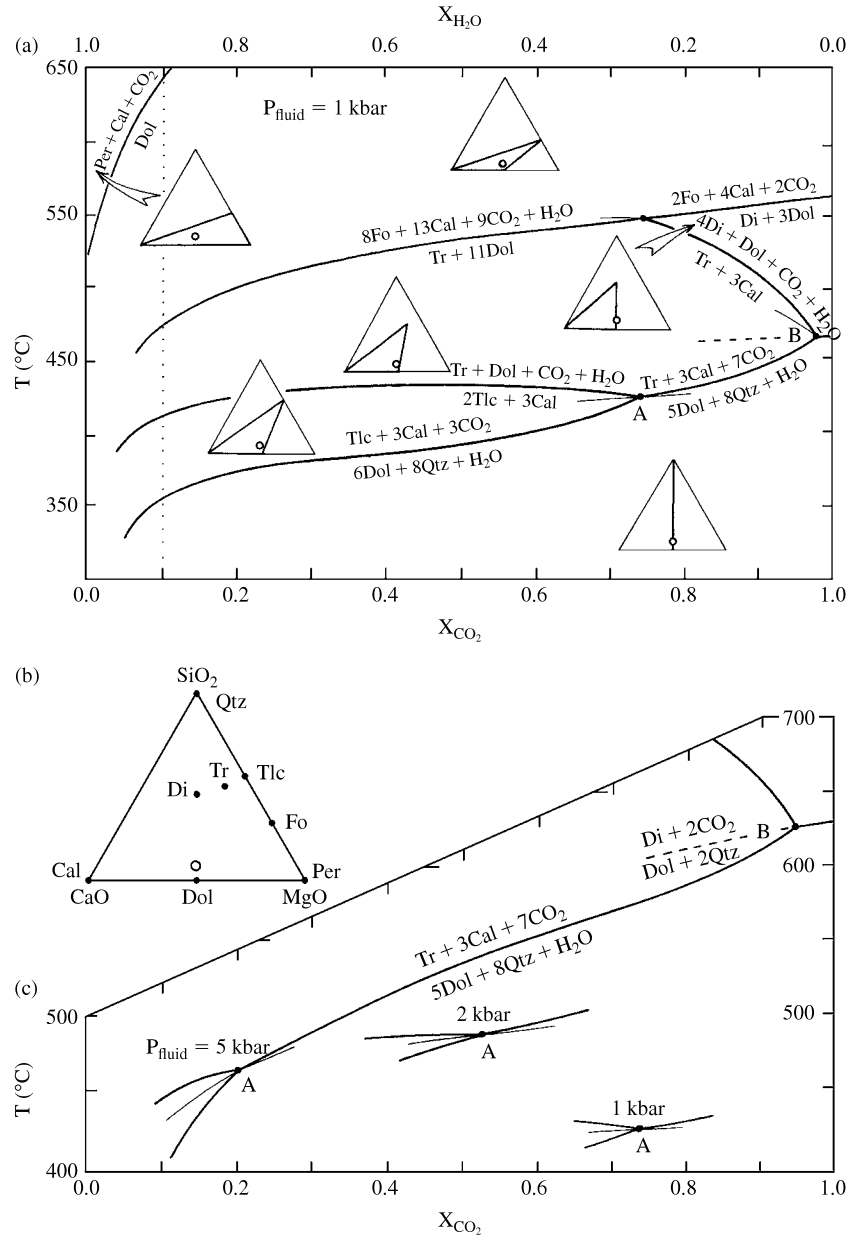 X_H₂O
(a)
1.0 0.8 0.6 0.4 0.2 0.0
650
P_fluid = 1 kbar
Per + Cal + CO₂
Dol
550
2Fo + 4Cal + 2CO₂
Di + 3Dol
8Fo + 13Cal + 9CO₂ + H₂O
Tr + 11Dol
4Di + Dol + CO₂ + H₂O
Tr + 3Cal
T (°C)
450
B
Tr + Dol + CO₂ + H₂O
2Tlc + 3Cal
Tr + 3Cal + 7CO₂
5Dol + 8Qtz + H₂O
A
Tlc + 3Cal + 3CO₂
6Dol + 8Qtz + H₂O
350
0.0 0.2 0.4 0.6 0.8 1.0
X_CO₂
(b)
SiO₂
Qtz
Tr Tlc
Di
Fo
Cal Per
CaO Dol MgO
700
Di + 2CO₂
B
Dol + 2Qtz
600
Tr + 3Cal + 7CO₂
5Dol + 8Qtz + H₂O
(c)
500 500
2 kbar
P_fluid = 5 kbar
A
A
T (°C)
1 kbar
A
400
0.0 0.2 0.4 0.6 0.8 1.0
X_CO₂